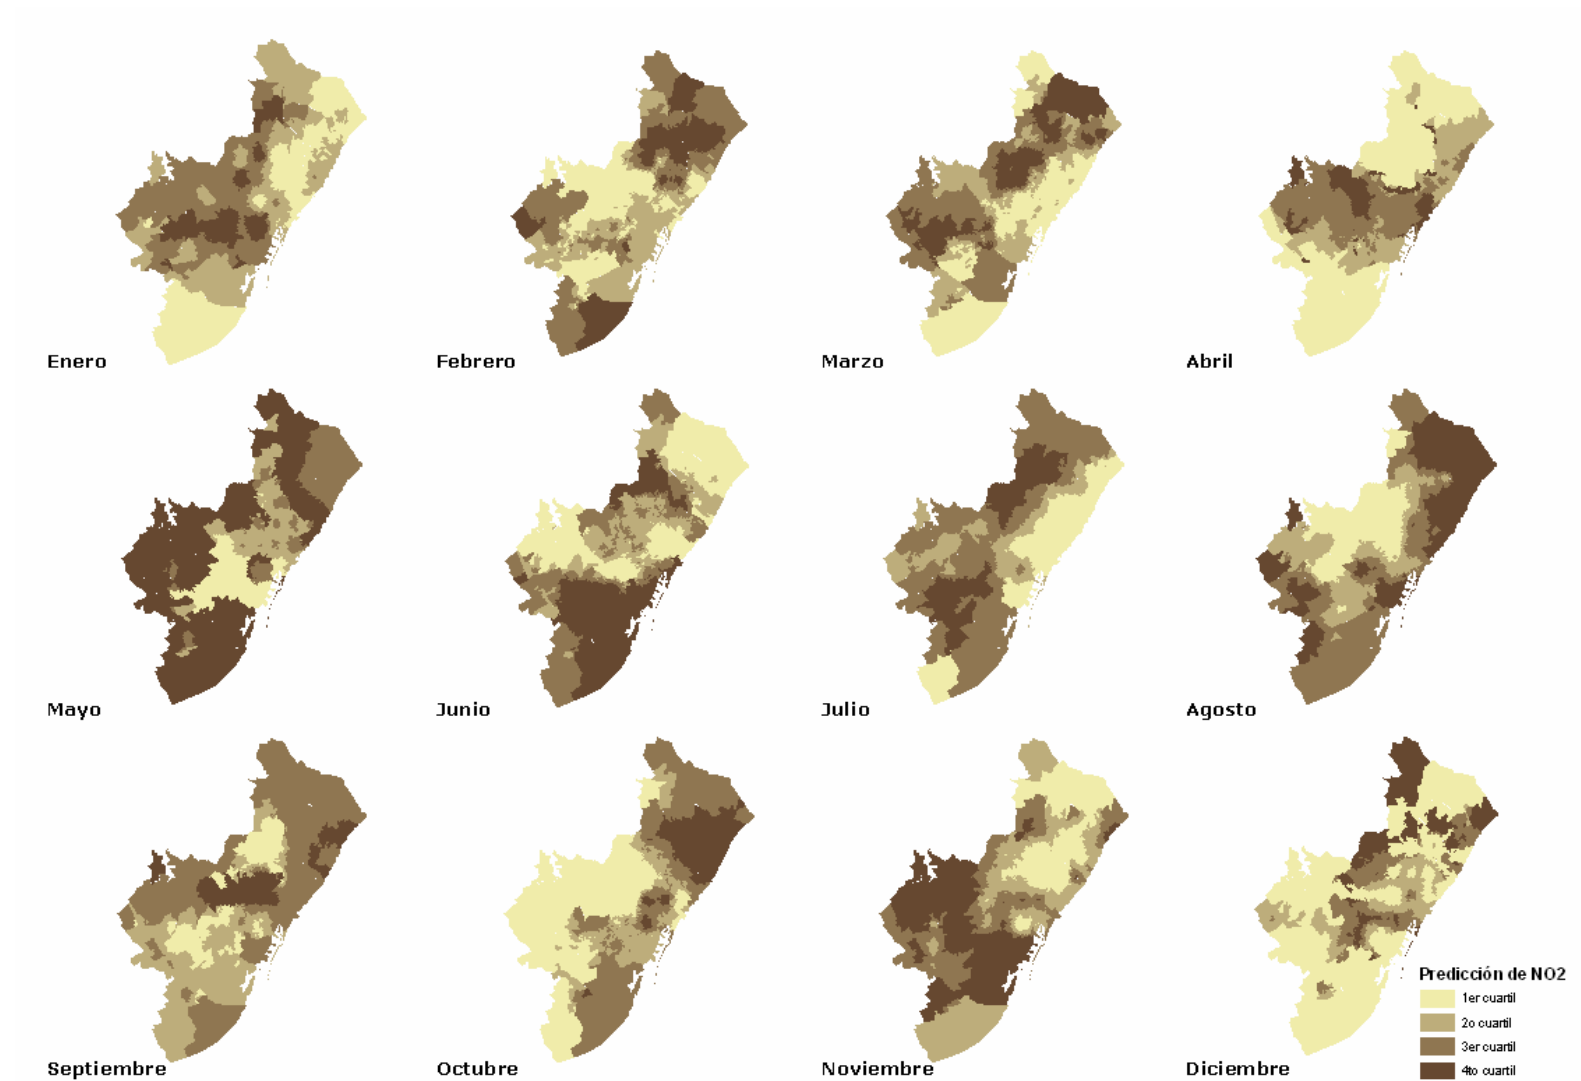 Enero
Febrero
Marzo
Abril
Mayo
Junio
Julio
Agosto
Septiembre
Octubre
Noviembre
Diciembre
Predicción de NO2
1er cuartil
2o cuartil
3er cuartil
4to cuartil